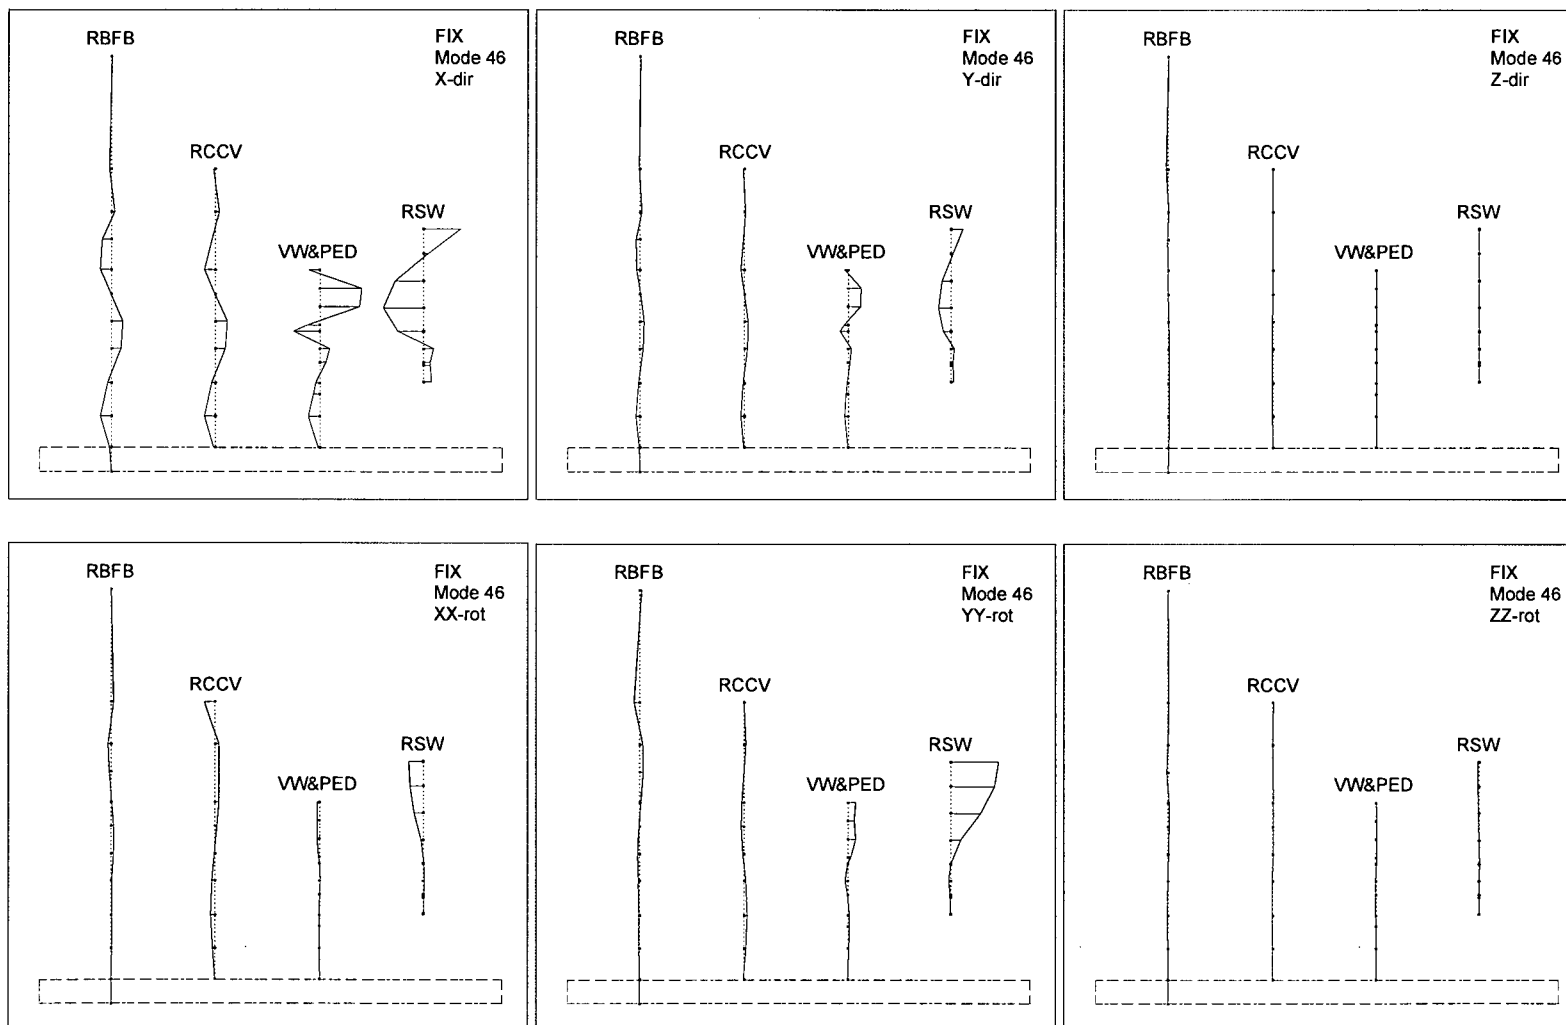 RBFB
FIX
Mode 46
X-dir
RCCV
RSW
VW&PED
RBFB
FIX
Mode 46
Y-dir
RCCV
RSW
VW&PED
RBFB
FIX
Mode 46
Z-dir
RCCV
RSW
VW&PED
RBFB
FIX
Mode 46
XX-rot
RCCV
RSW
VW&PED
RBFB
FIX
Mode 46
YY-rot
RCCV
RSW
VW&PED
RBFB
FIX
Mode 46
ZZ-rot
RCCV
RSW
VW&PED